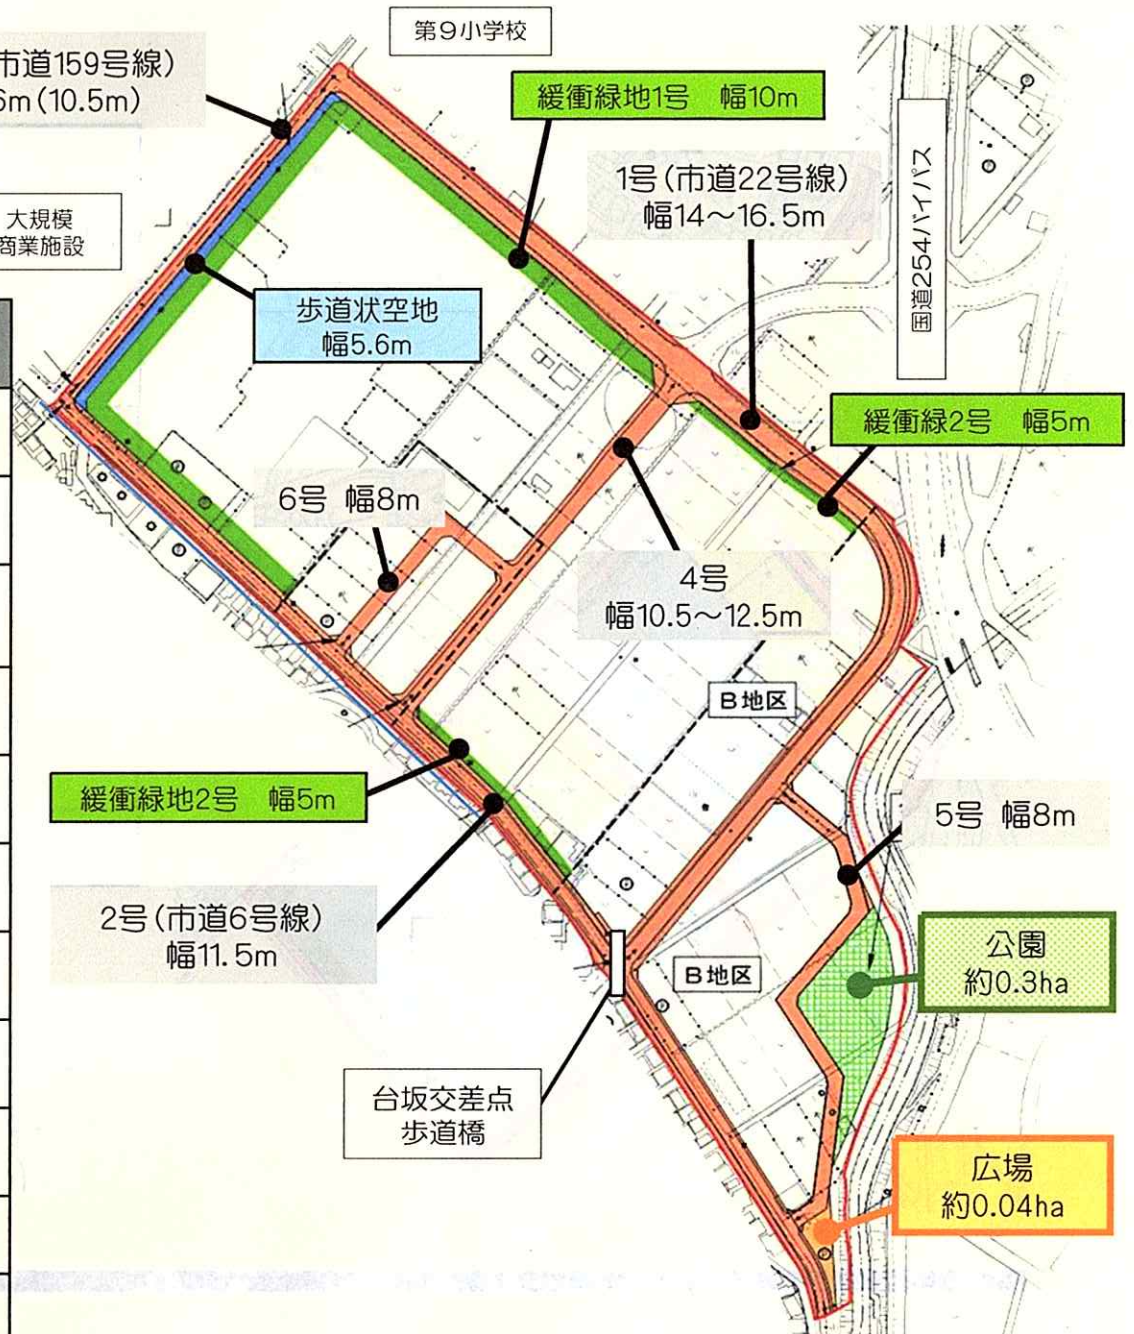 第9小学校
市道159号線)
6m(10.5m)
緩衝緑地1号 幅10m
1号(市道22号線)
幅14～16.5m
国道254バイパス
大規模
商業施設
歩道状空地
幅5.6m
緩衝緑2号 幅5m
6号 幅8m
4号
幅10.5～12.5m
B地区
緩衝緑地2号 幅5m
5号 幅8m
2号(市道6号線)
幅11.5m
公園
約0.3ha
B地区
台坂交差点
歩道橋
広場
約0.04ha